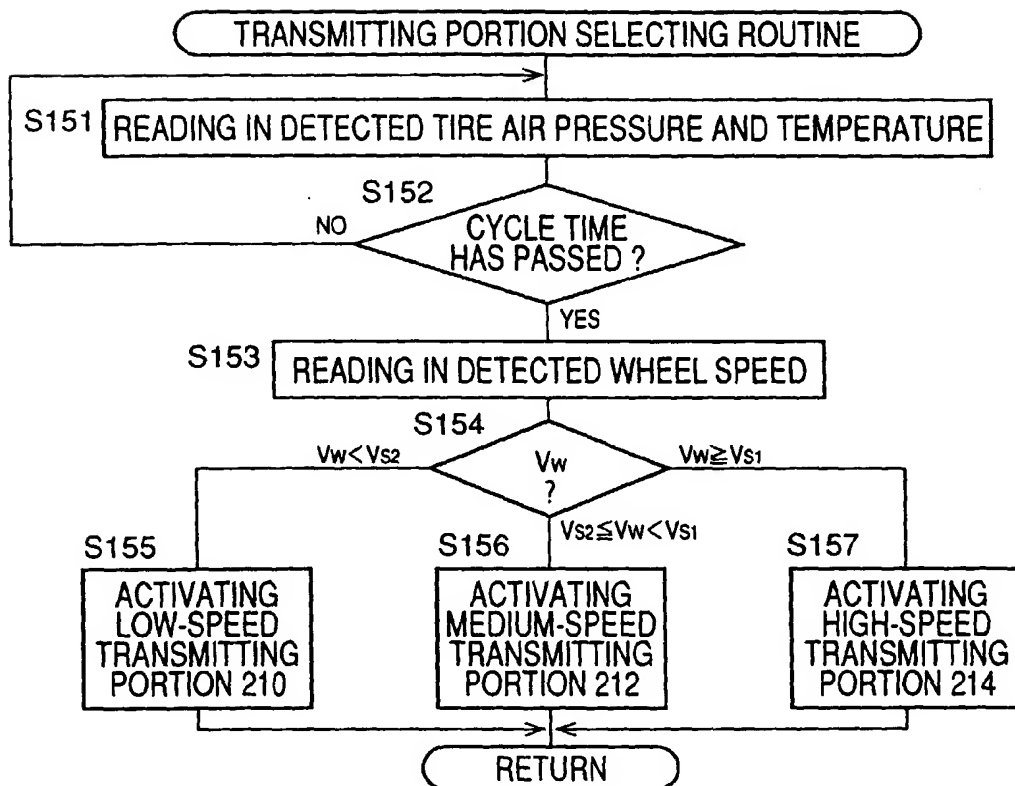 TRANSMITTING PORTION SELECTING ROUTINE
S151
READING IN DETECTED TIRE AIR PRESSURE AND TEMPERATURE
S152
NO
CYCLE TIME
HAS PASSED ?
YES
S153
READING IN DETECTED WHEEL SPEED
S154
VW<VS2
VW
?
VW≧VS1
VS2≦VW<VS1
S155
ACTIVATING
LOW-SPEED
TRANSMITTING
PORTION 210
S156
ACTIVATING
MEDIUM-SPEED
TRANSMITTING
PORTION 212
S157
ACTIVATING
HIGH-SPEED
TRANSMITTING
PORTION 214
RETURN